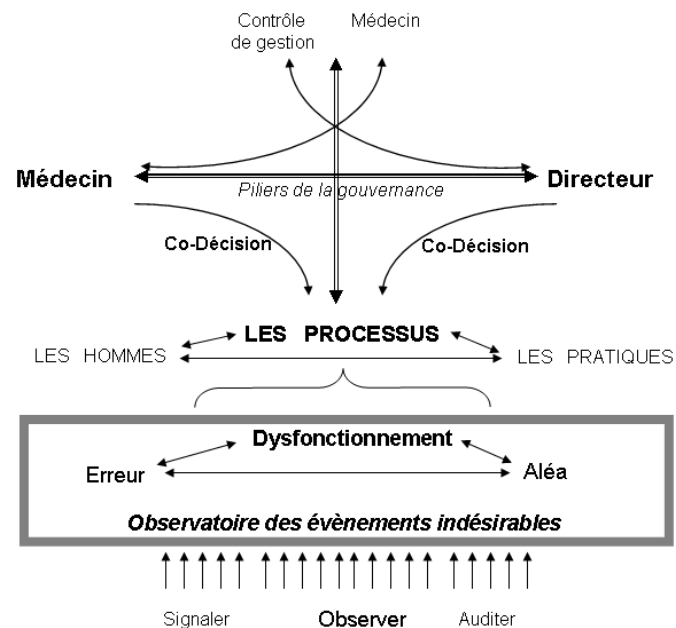 Contrôle
de gestion
Médecin
Médecin
Piliers de la gouvernance
Directeur
Co-Décision
Co-Décision
LES PROCESSUS
LES HOMMES
LES PRATIQUES
Dysfonctionnement
Erreur
Aléa
Observatoire des évènements indésirables
Signaler
Observer
Auditer